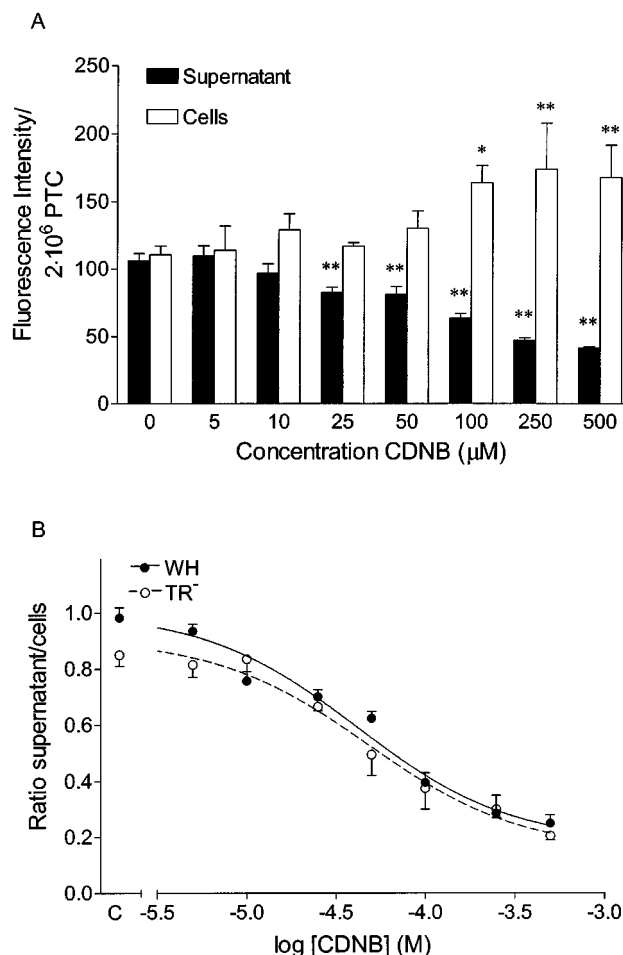 A
Fluorescence Intensity/
2·10⁶ PTC
250
200
150
100
50
0
Supernatant
Cells
** ** ** ** **
* ** **
0 5 10 25 50 100 250 500
Concentration CDNB (μM)
B
Ratio supernatant/cells
WH
TR⁻
1.0
0.8
0.6
0.4
0.2
0.0
C -5.5 -5.0 -4.5 -4.0 -3.5 -3.0
log [CDNB] (M)